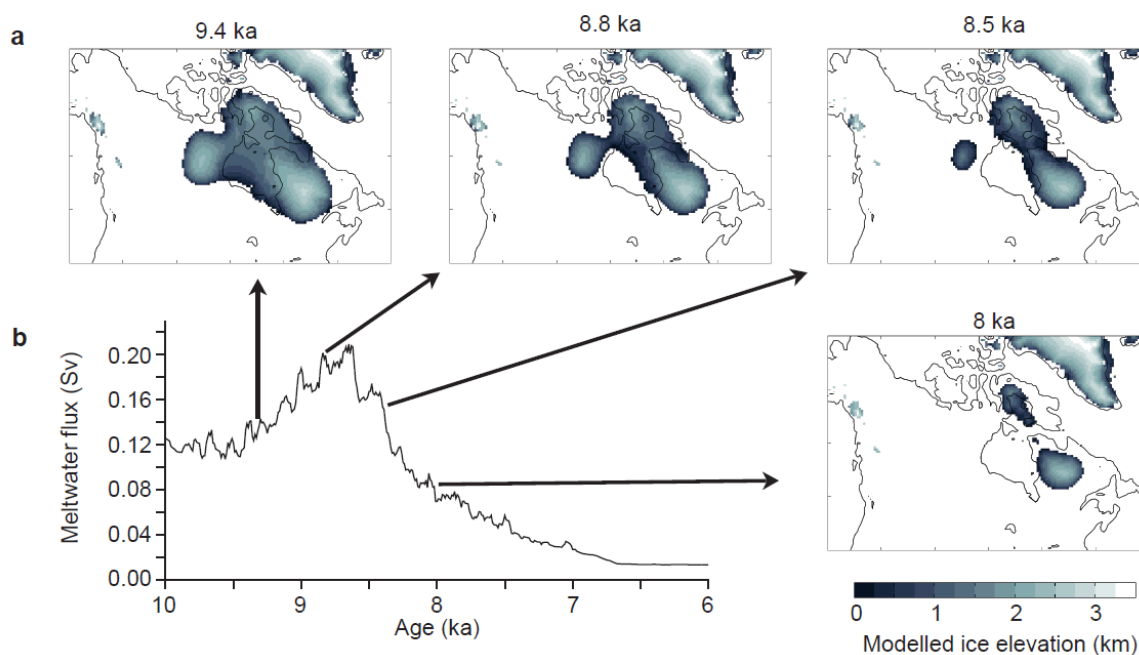 9.4 ka
8.8 ka
8.5 ka
a
8 ka
b
Meltwater flux (Sv)
0.20
0.16
0.12
0.08
0.04
0.00
10
9
8
7
6
Age (ka)
0
1
2
3
Modelled ice elevation (km)